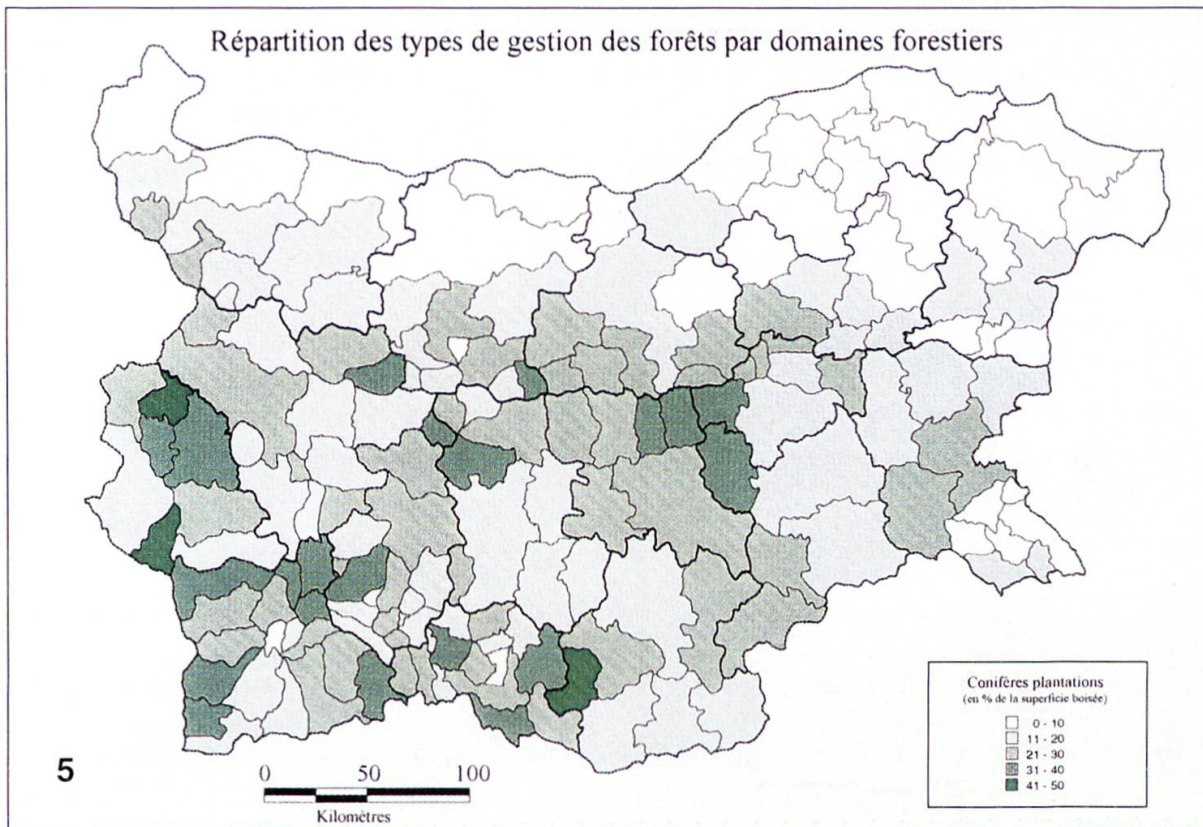 Répartition des types de gestion des forêts par domaines forestiers
Conifères plantations
(en % de la superficie boisée)
0 - 10
11 - 20
21 - 30
31 - 40
41 - 50
5
0 50 100
Kilomètres